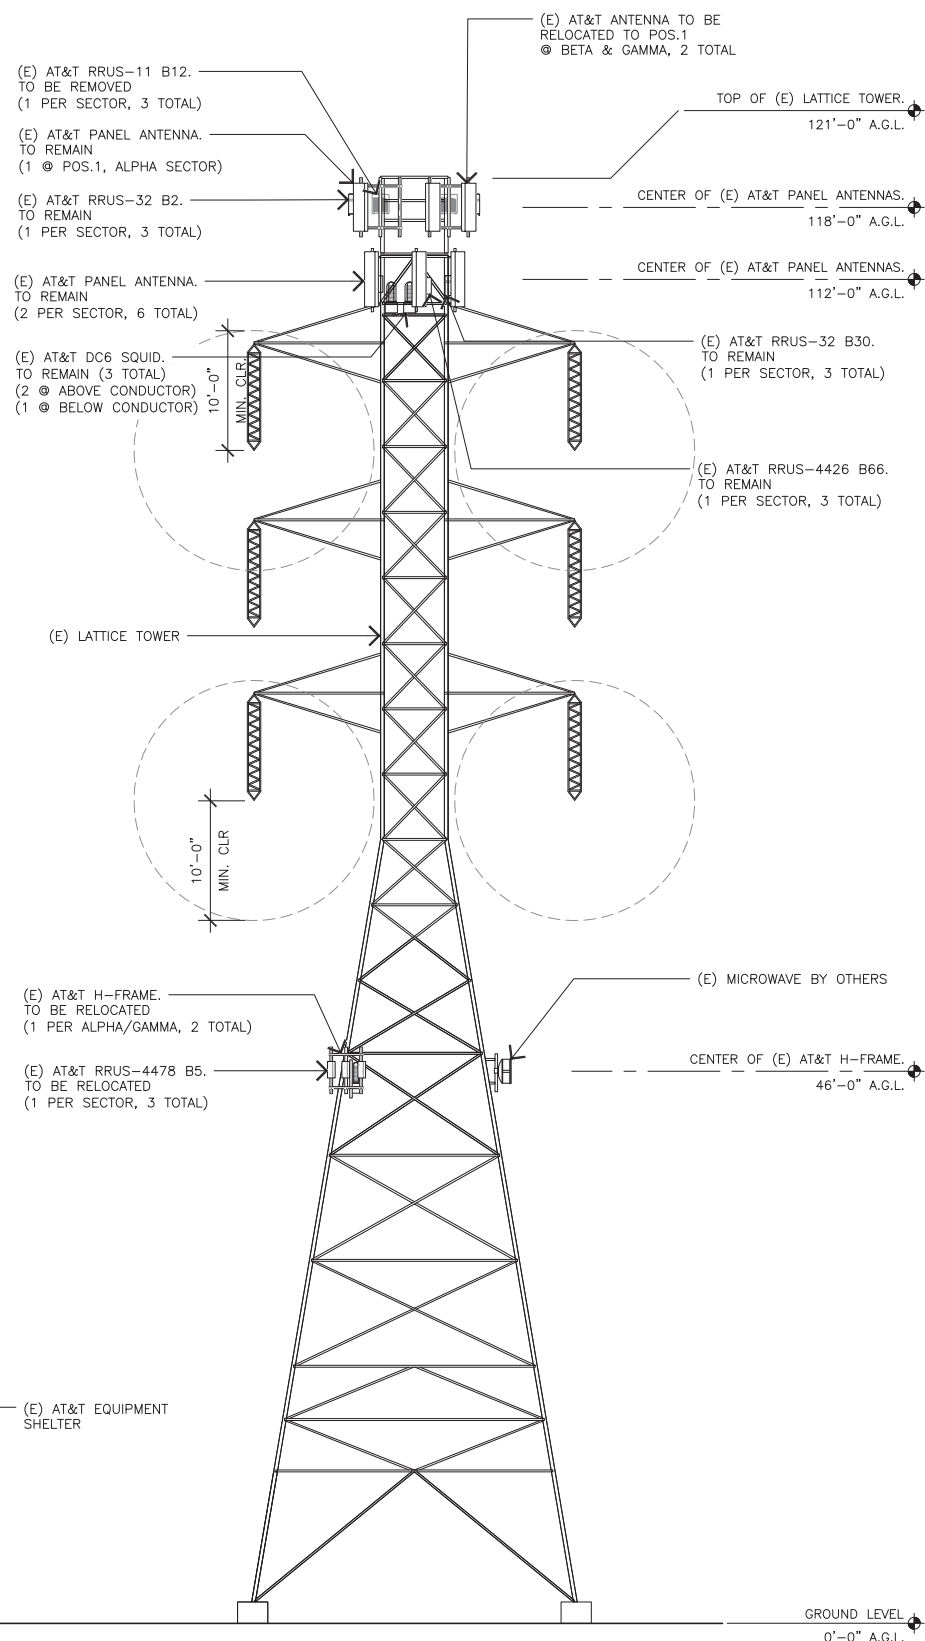 (E) AT&T ANTENNA TO BE
RELOCATED TO POS.1
@ BETA & GAMMA, 2 TOTAL
(E) AT&T RRUS-11 B12.
TO BE REMOVED
(1 PER SECTOR, 3 TOTAL)
TOP OF (E) LATTICE TOWER.
121'-0" A.G.L.
(E) AT&T PANEL ANTENNA.
TO REMAIN
(1 @ POS.1, ALPHA SECTOR)
(E) AT&T RRUS-32 B2.
TO REMAIN
(1 PER SECTOR, 3 TOTAL)
CENTER OF (E) AT&T PANEL ANTENNAS.
118'-0" A.G.L.
(E) AT&T PANEL ANTENNA.
TO REMAIN
(2 PER SECTOR, 6 TOTAL)
CENTER OF (E) AT&T PANEL ANTENNAS.
112'-0" A.G.L.
(E) AT&T DC6 SQUID.
TO REMAIN (3 TOTAL)
(2 @ ABOVE CONDUCTOR)
(1 @ BELOW CONDUCTOR)
10'-0"
MIN. CLR.
(E) AT&T RRUS-32 B30.
TO REMAIN
(1 PER SECTOR, 3 TOTAL)
(E) AT&T RRUS-4426 B66.
TO REMAIN
(1 PER SECTOR, 3 TOTAL)
(E) LATTICE TOWER
10'-0"
MIN. CLR
(E) MICROWAVE BY OTHERS
(E) AT&T H-FRAME.
TO BE RELOCATED
(1 PER ALPHA/GAMMA, 2 TOTAL)
CENTER OF (E) AT&T H-FRAME.
46'-0" A.G.L.
(E) AT&T RRUS-4478 B5.
TO BE RELOCATED
(1 PER SECTOR, 3 TOTAL)
(E) AT&T EQUIPMENT
SHELTER
GROUND LEVEL
0'-0" A.G.L.